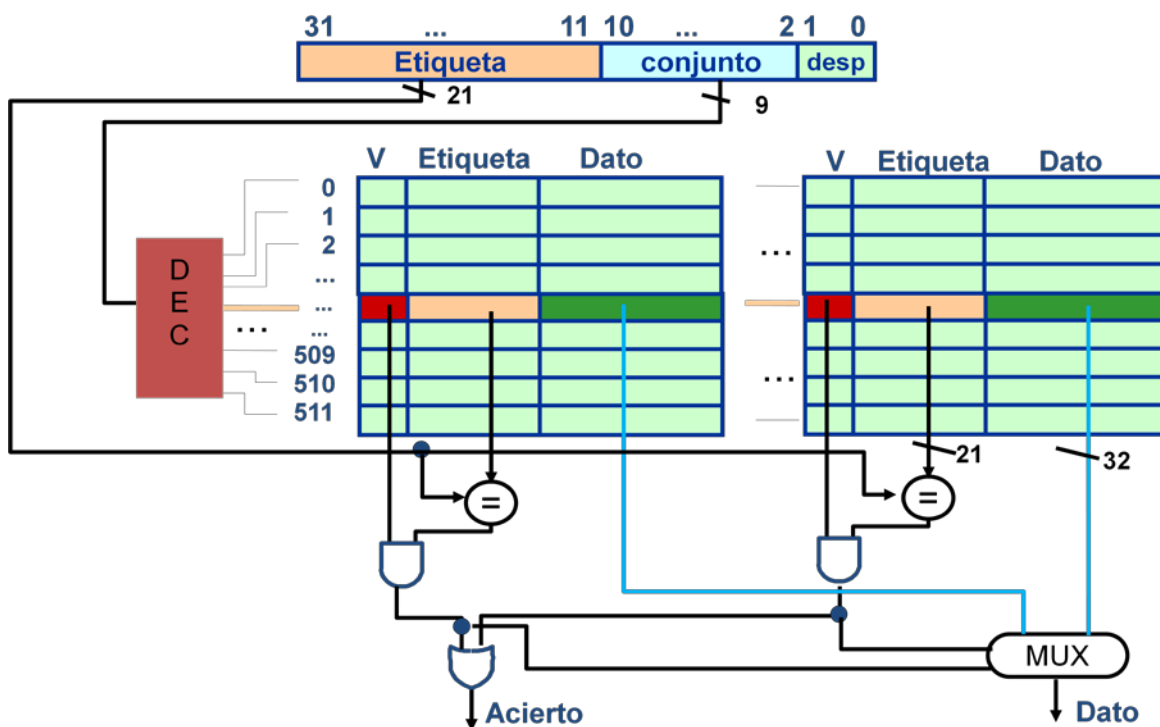 31 ... 11 10 ... 2 1 0
Etiqueta conjunto desp
21 9
V Etiqueta Dato V Etiqueta Dato
0
1
2
...
...
...
...
...
509
510
511
...
D
E
C
21 32
= =
MUX
Acierto Dato